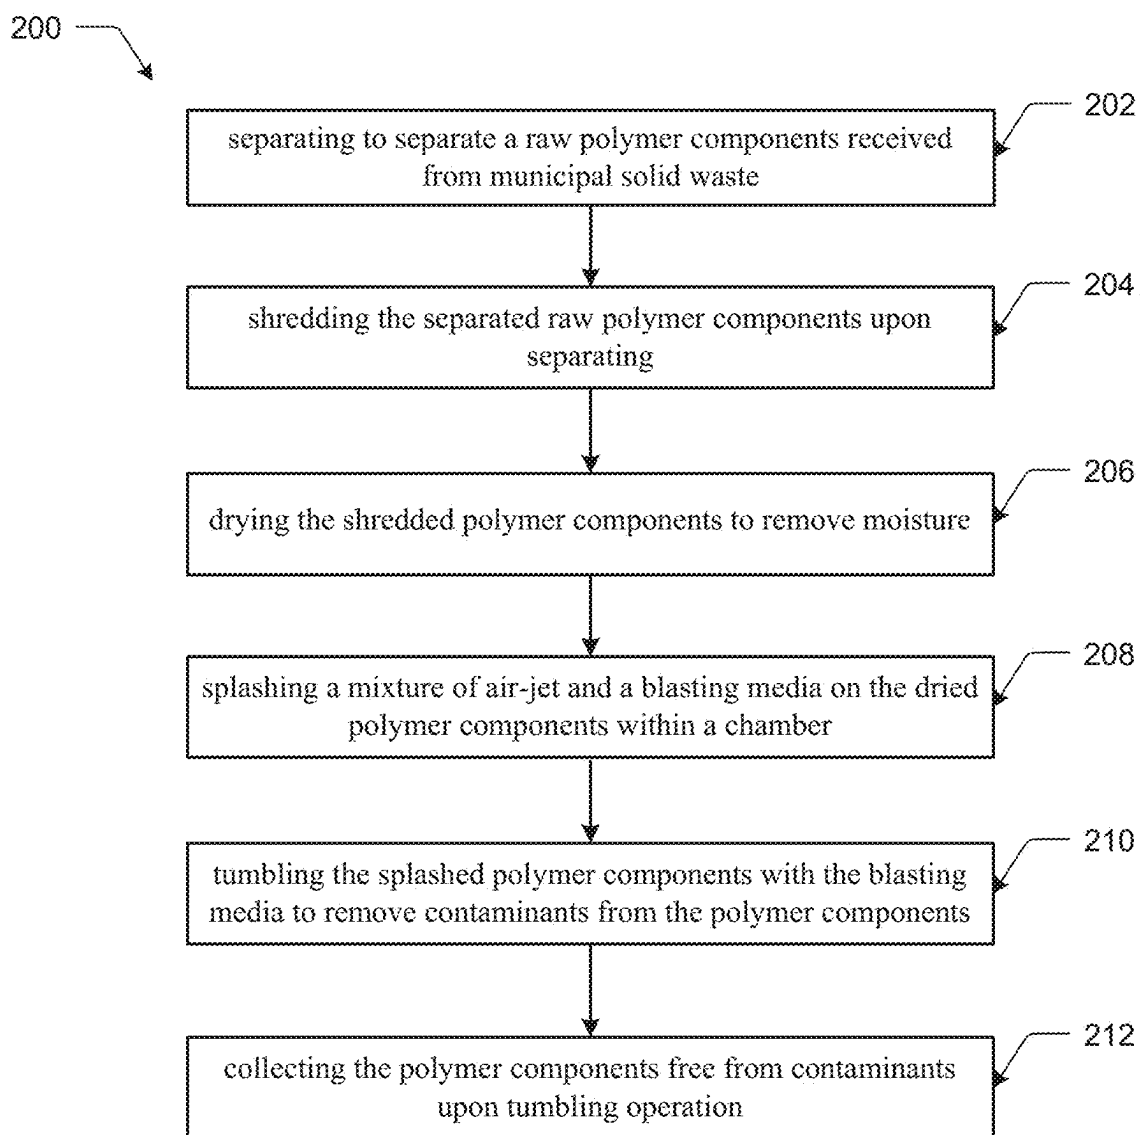 200
202
separating to separate a raw polymer components received
from municipal solid waste
204
shredding the separated raw polymer components upon
separating
206
drying the shredded polymer components to remove moisture
208
splashing a mixture of air-jet and a blasting media on the dried
polymer components within a chamber
210
tumbling the splashed polymer components with the blasting
media to remove contaminants from the polymer components
212
collecting the polymer components free from contaminants
upon tumbling operation